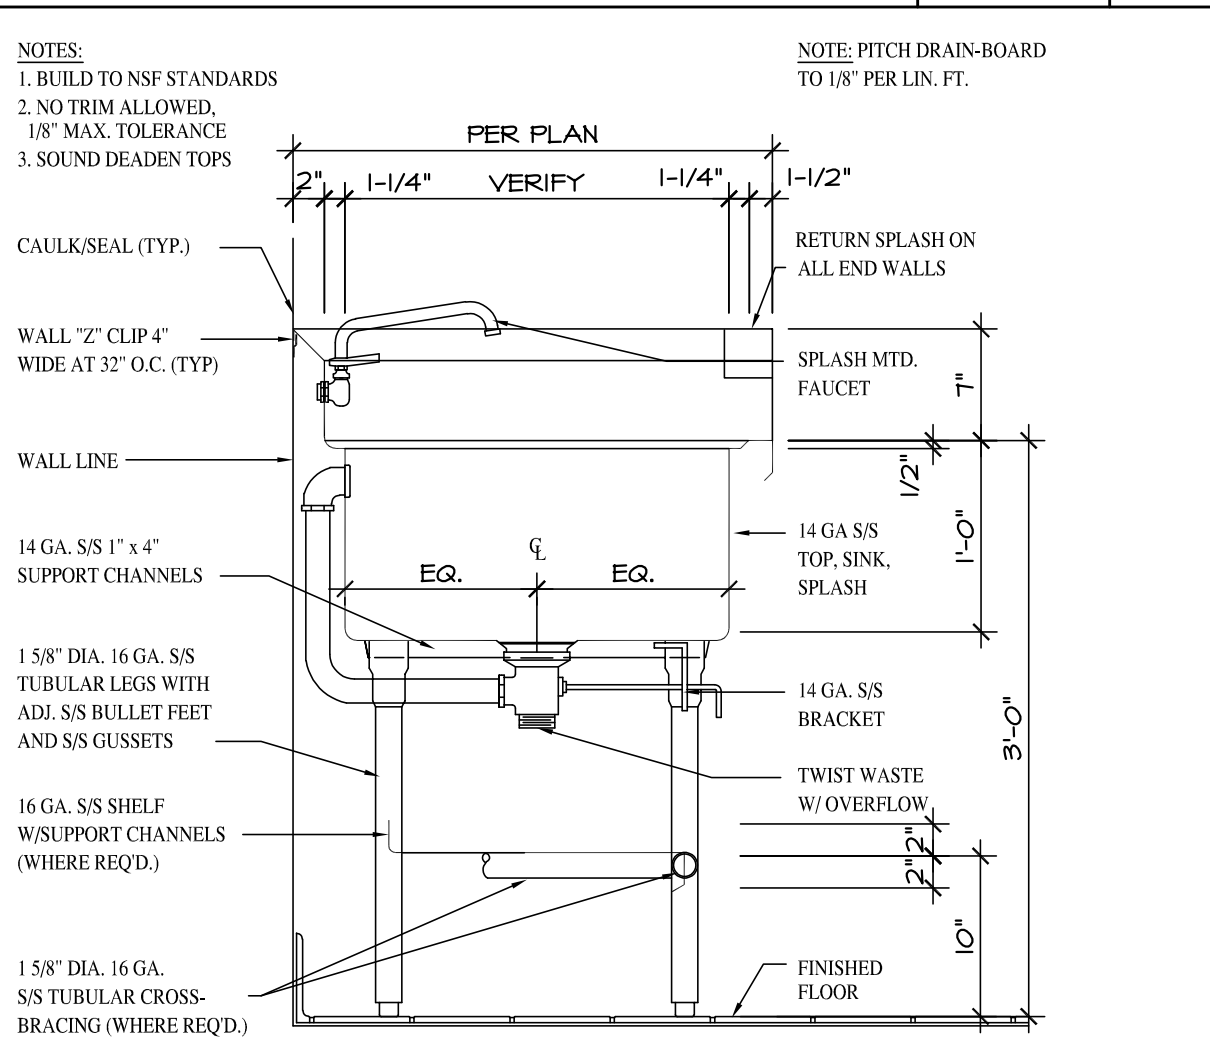 NOTES:
1. BUILD TO NSF STANDARDS
2. NO TRIM ALLOWED,
1/8" MAX. TOLERANCE
3. SOUND DEADEN TOPS
NOTE: PITCH DRAIN-BOARD
TO 1/8" PER LIN. FT.
PER PLAN
2"
1-1/4"
VERIFY
1-1/4"
1-1/2"
CAULK/SEAL (TYP.)
WALL "Z" CLIP 4"
WIDE AT 32" O.C. (TYP)
WALL LINE
14 GA. S/S 1" x 4"
SUPPORT CHANNELS
1 5/8" DIA. 16 GA. S/S
TUBULAR LEGS WITH
ADJ. S/S BULLET FEET
AND S/S GUSSETS
16 GA. S/S SHELF
W/SUPPORT CHANNELS
(WHERE REQ'D.)
1 5/8" DIA. 16 GA.
S/S TUBULAR CROSS-
BRACING (WHERE REQ'D.)
CL
EQ.
EQ.
RETURN SPLASH ON
ALL END WALLS
SPLASH MTD.
FAUCET
14 GA S/S
TOP, SINK,
SPLASH
14 GA. S/S
BRACKET
TWIST WASTE
W/ OVERFLOW
FINISHED
FLOOR
7"
1/2"
1'-0"
3'-0"
2"
2"
10"